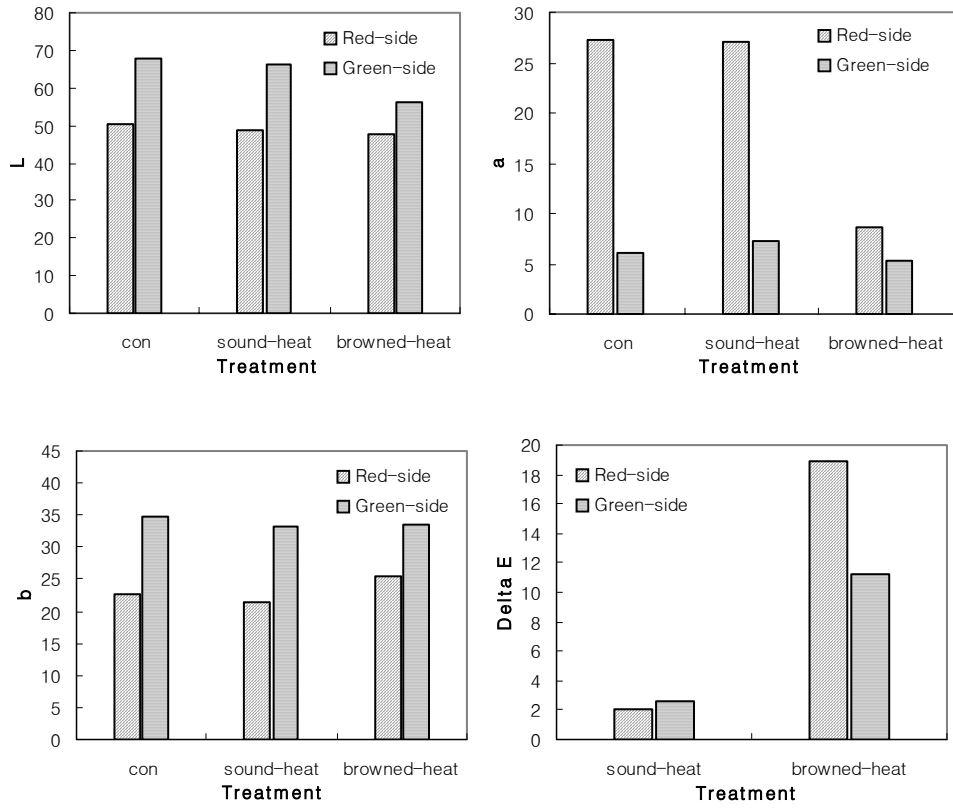 80
70
60
50
40
30
20
10
0
L
Red-side
Green-side
con sound-heat browned-heat
Treatment
30
25
20
15
10
5
0
a
Red-side
Green-side
con sound-heat browned-heat
Treatment
45
40
35
30
25
20
15
10
5
0
b
Red-side
Green-side
con sound-heat browned-heat
Treatment
20
18
16
14
12
10
8
6
4
2
0
Delta E
Red-side
Green-side
sound-heat browned-heat
Treatment